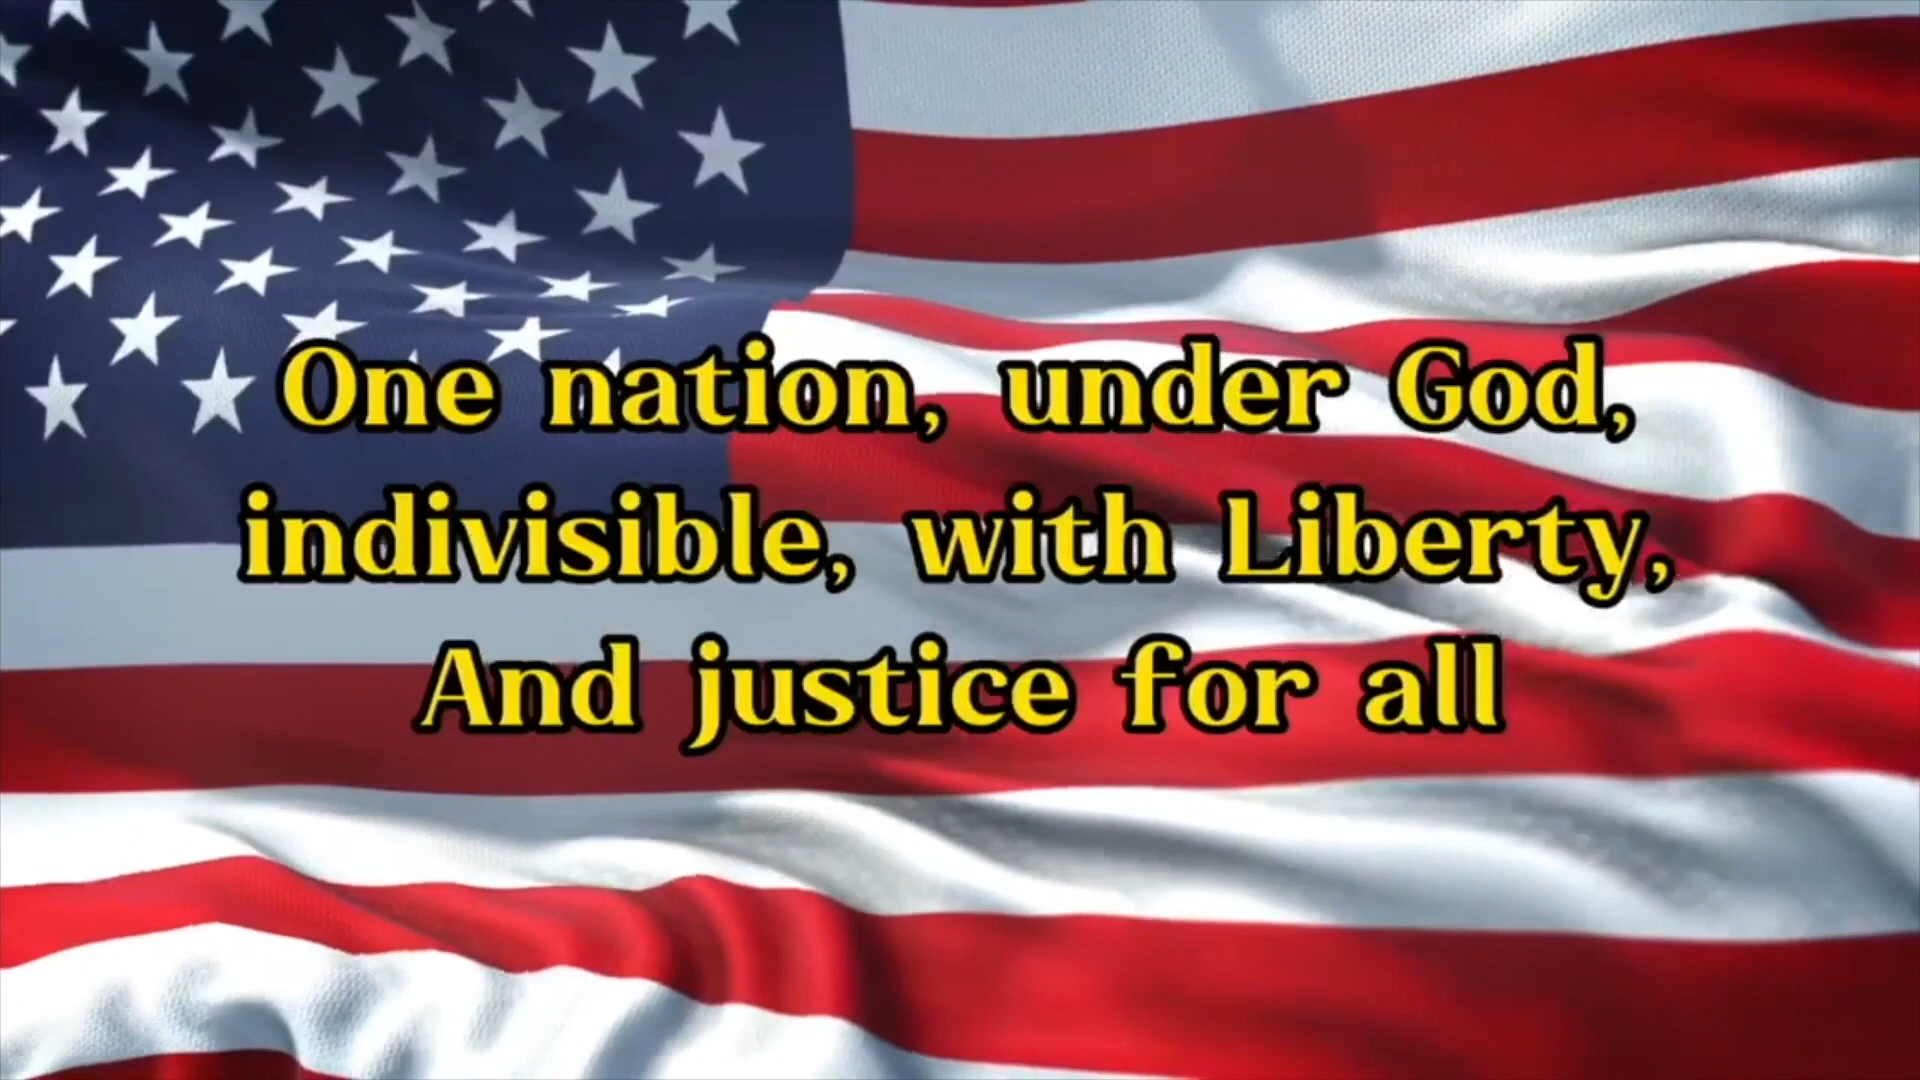 One nation, under God,
indivisible, with Liberty,
And justice for all